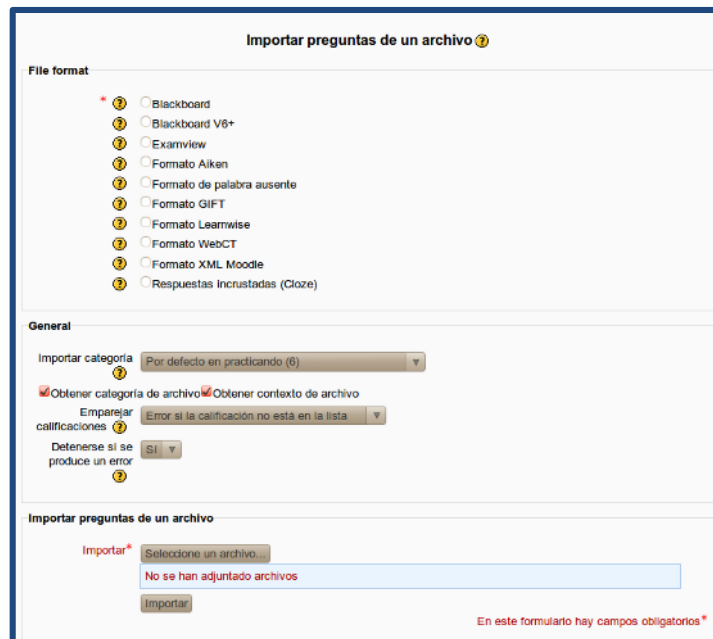 Importar preguntas de un archivo
File format
* Blackboard
Blackboard V6+
Examview
Formato Aiken
Formato de palabra ausente
Formato GIFT
Formato Learnwise
Formato WebCT
Formato XML Moodle
Respuestas incrustadas (Cloze)
General
Importar categoría Por defecto en practicando (6)
Obtener categoría de archivo Obtener contexto de archivo
Emparejar calificaciones Error si la calificación no está en la lista
Detenerse si se produce un error Sí
Importar preguntas de un archivo
Importar* Seleccione un archivo...
No se han adjuntado archivos
Importar
En este formulario hay campos obligatorios*